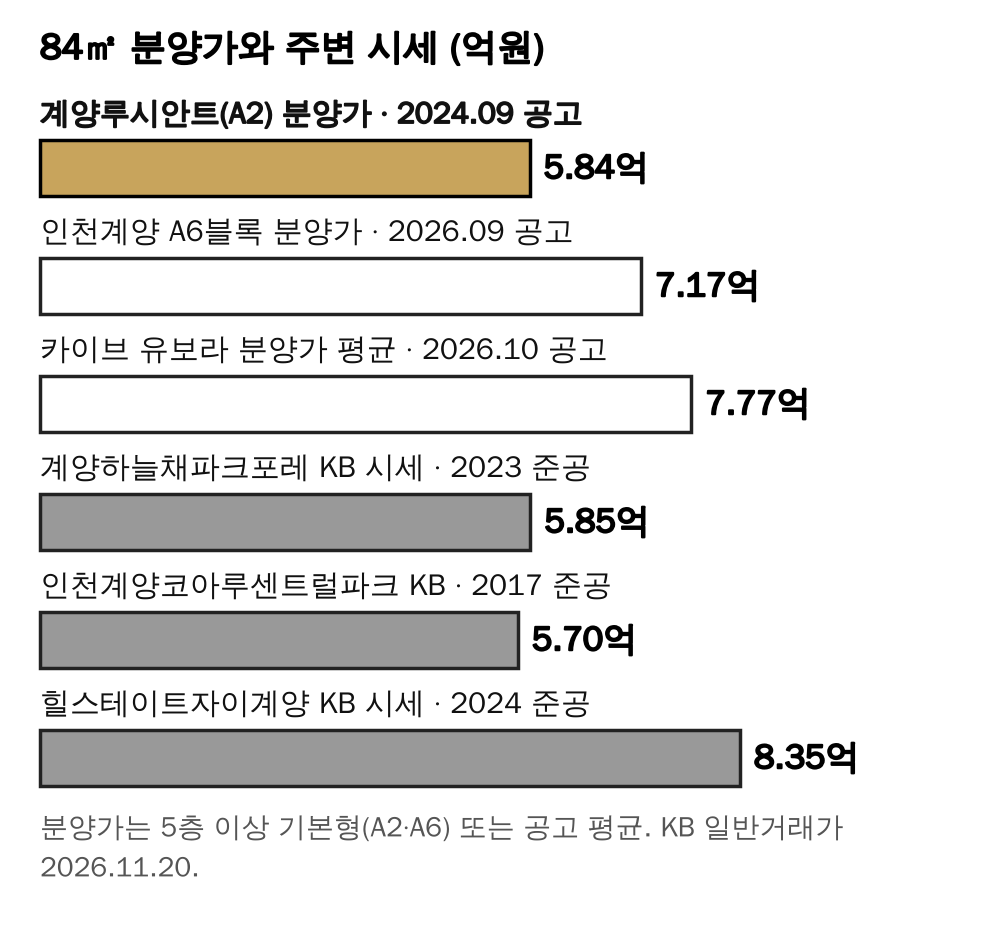 84㎡ 분양가와 주변 시세 (억원)
계양루시안트(A2) 분양가 · 2024.09 공고
5.84억
인천계양 A6블록 분양가 · 2026.09 공고
7.17억
카이브 유보라 분양가 평균 · 2026.10 공고
7.77억
계양하늘채파크포레 KB 시세 · 2023 준공
5.85억
인천계양코아루센트럴파크 KB · 2017 준공
5.70억
힐스테이트자이계양 KB 시세 · 2024 준공
8.35억
분양가는 5층 이상 기본형(A2·A6) 또는 공고 평균. KB 일반거래가
2026.11.20.